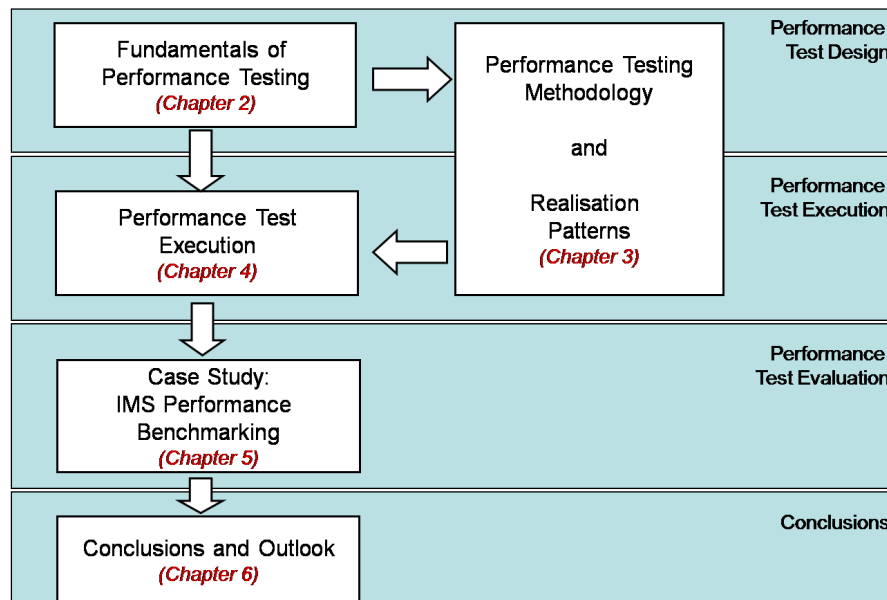 Performance
Test Design
Fundamentals of
Performance Testing
(Chapter 2)
Performance Testing
Methodology
and
Realisation
Patterns
(Chapter 3)
Performance
Test Execution
Performance Test
Execution
(Chapter 4)
Performance
Test Evaluation
Case Study:
IMS Performance
Benchmarking
(Chapter 5)
Conclusions
Conclusions and Outlook
(Chapter 6)